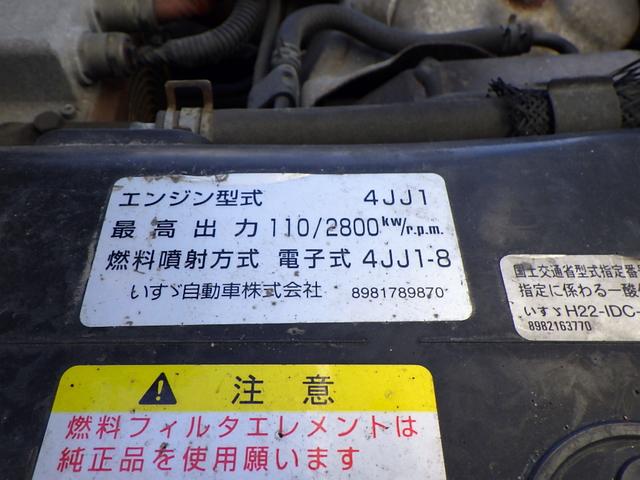 エンジン型式 4JJ1
最高出力 110/2800kw/r.p.m.
燃料噴射方式 電子式 4JJ1-8
いすゞ自動車株式会社 8981789870
国土交通省型式指定番
指定に係わる一酸
いすゞH22-IDC-
8982163770
注意
燃料フィルタエレメントは
純正品を使用願います